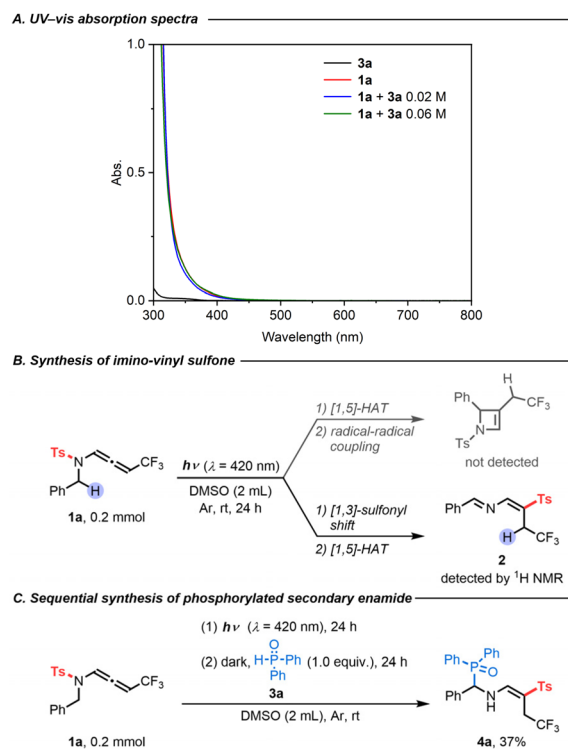 A. UV–vis absorption spectra
1.0
3a
1a
1a + 3a 0.02 M
1a + 3a 0.06 M
Abs.
0.5
0.0
300 400 500 600 700 800
Wavelength (nm)
B. Synthesis of imino-vinyl sulfone
Ph H CF3
Ts N
not detected
1) [1,5]-HAT
2) radical-radical
coupling
Ts N CF3
Ph H
1a, 0.2 mmol
hν (λ = 420 nm)
DMSO (2 mL)
Ar, rt, 24 h
1) [1,3]-sulfonyl
shift
2) [1,5]-HAT
Ph N Ts
H CF3
2
detected by 1H NMR
C. Sequential synthesis of phosphorylated secondary enamide
Ts N CF3
Ph
1a, 0.2 mmol
(1) hν (λ = 420 nm), 24 h
(2) dark, H-P Ph (1.0 equiv.), 24 h
O
Ph
3a
DMSO (2 mL), Ar, rt
Ph Ph
P O
Ph N H Ts
CF3
4a, 37%